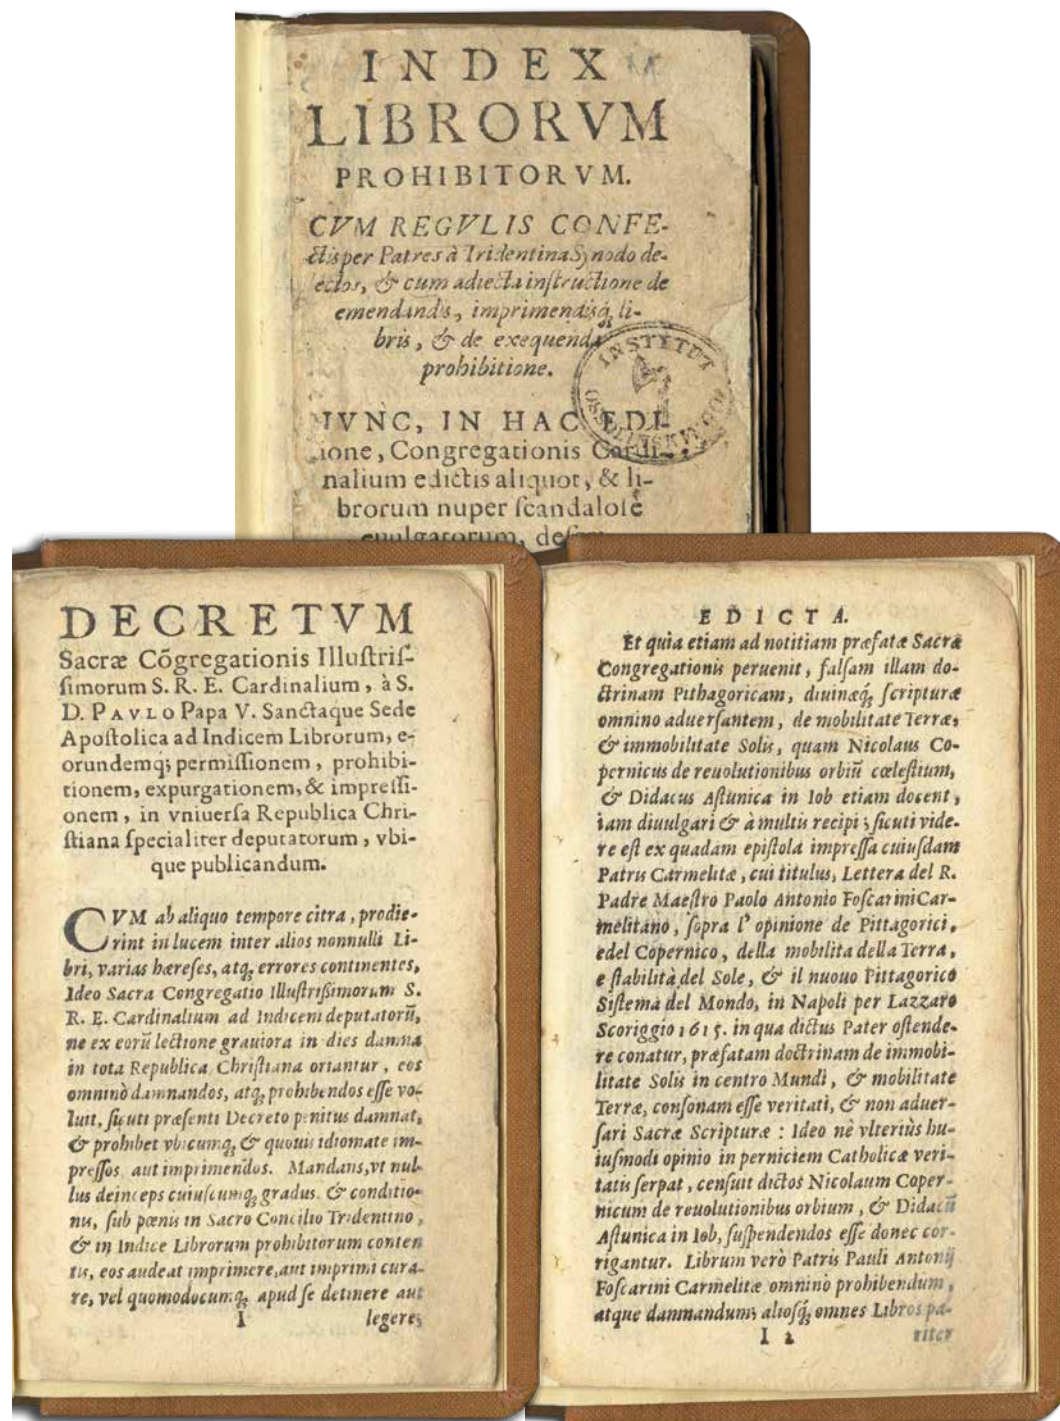 INDEX
LIBRORVM
PROHIBITORVM.
CVM REGVLIS CONFE-
ctis per Patres à Tridentina Synodo de-
lectos, & cum adiecta inſtructione de
emendandis, imprimendisq; li-
bris, & de exequenda
prohibitione.
NVNC, IN HAC EDI-
ione, Congregationis Cardi-
nalium edictis aliquot, & li-
brorum nuper ſcandaloſè
euulgatorum,
INSTYTUT
OSSOLIŃSKICH
DECRETVM
Sacræ Cõgregationis Illuſtriſ-
ſimorum S. R. E. Cardinalium, à S.
D. PAVLO Papa V. Sanctaque Sede
Apoſtolica ad Indicem Librorum, e-
orundemq; permiſſionem, prohibi-
tionem, expurgationem, & impreſſi-
onem, in vniuerſa Republica Chri-
ſtiana ſpecialiter deputatorum, vbi-
que publicandum.
CVM ab aliquo tempore citra, prodie-
rint in lucem inter alios nonnulli Li-
bri, varias hæreſes, atq; errores continentes,
Ideo Sacra Congregatio Illuſtrißimorum S.
R. E. Cardinalium ad Indicem deputatorũ,
ne ex eorũ lectione grauiora in dies damna
in tota Republica Chriſtiana oriantur, eos
omninò damnandos, atq; prohibendos eſſe vo-
luit, ſicuti præſenti Decreto penitus damnat,
& prohibet vbicumq; & quouis idiomate im-
preſſos aut imprimendos. Mandans, vt nul-
lus deinceps cuiuſcumq; gradus & conditio-
nis, ſub pœnis in Sacro Concilio Tridentino,
& in Indice Librorum prohibitorum conten
tis, eos audeat imprimere, aut imprimi cura-
re, vel quomodocumq; apud ſe detinere aut
I legere;
EDICTA.
Et quia etiam ad notitiam præfatæ Sacræ
Congregationis peruenit, falſam illam do-
ctrinam Pithagoricam, diuinæq; ſcripturæ
omnino aduerſantem, de mobilitate Terræ,
& immobilitate Solis, quam Nicolaus Co-
pernicus de reuolutionibus orbiũ cœleſtium,
& Didacus Aſtunica in Iob etiam docent,
iam diuulgari & à multis recipi; ſicuti vide-
re eſt ex quadam epiſtola impreſſa cuiuſdam
Patris Carmelitæ, cui titulus, Lettera del R.
Padre Maeſtro Paolo Antonio Foſcarini Car-
melitano, ſopra l' opinione de Pittagorici,
edel Copernico, della mobilita della Terra,
e ſtabilità del Sole, & il nuouo Pittagorico
Siſtema del Mondo, in Napoli per Lazzaro
Scoriggio 1615. in qua dictus Pater oſtende-
re conatur, præfatam doctrinam de immobi-
litate Solis in centro Mundi, & mobilitate
Terræ, conſonam eſſe veritati, & non aduer-
ſari Sacræ Scripturæ: Ideo nè vlteriùs hu-
iuſmodi opinio in perniciem Catholicæ veri-
tatis ſerpat, cenſuit dictos Nicolaum Coper-
nicum de reuolutionibus orbium, & Didacũ
Aſtunica in Iob, ſuſpendendos eſſe donec cor-
rigantur. Librum verò Patris Pauli Antonij
Foſcarini Carmelitæ omninò prohibendum,
atque damnandum; alioſq; omnes Libros pa-
I 2 riter